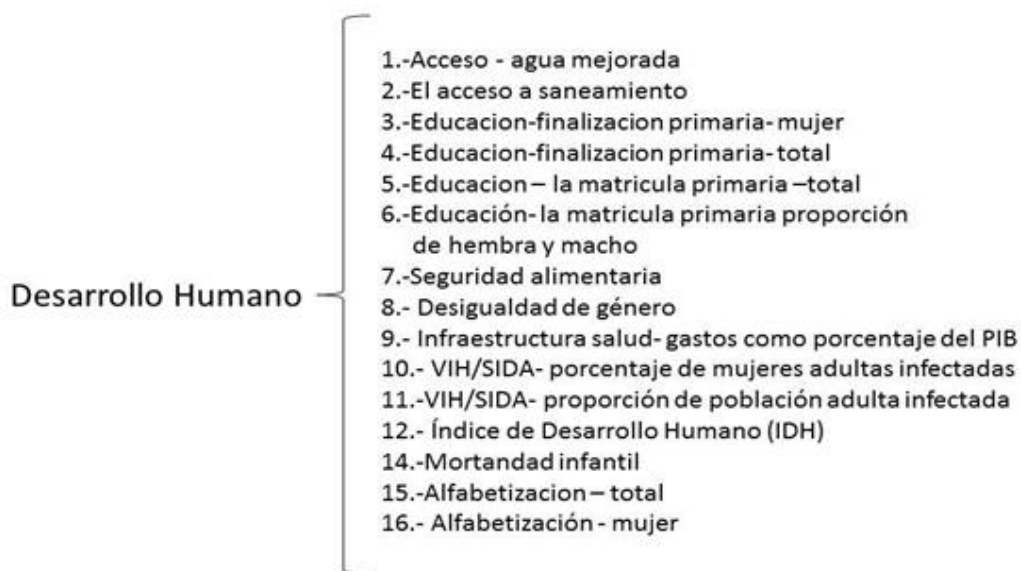 1.-Acceso - agua mejorada
2.-El acceso a saneamiento
3.-Educacion-finalizacion primaria- mujer
4.-Educacion-finalizacion primaria- total
5.-Educacion – la matricula primaria –total
6.-Educación- la matricula primaria proporción
de hembra y macho
7.-Seguridad alimentaria
Desarrollo Humano
8.- Desigualdad de género
9.- Infraestructura salud- gastos como porcentaje del PIB
10.- VIH/SIDA- porcentaje de mujeres adultas infectadas
11.-VIH/SIDA- proporción de población adulta infectada
12.- Índice de Desarrollo Humano (IDH)
14.-Mortandad infantil
15.-Alfabetizacion – total
16.- Alfabetización - mujer